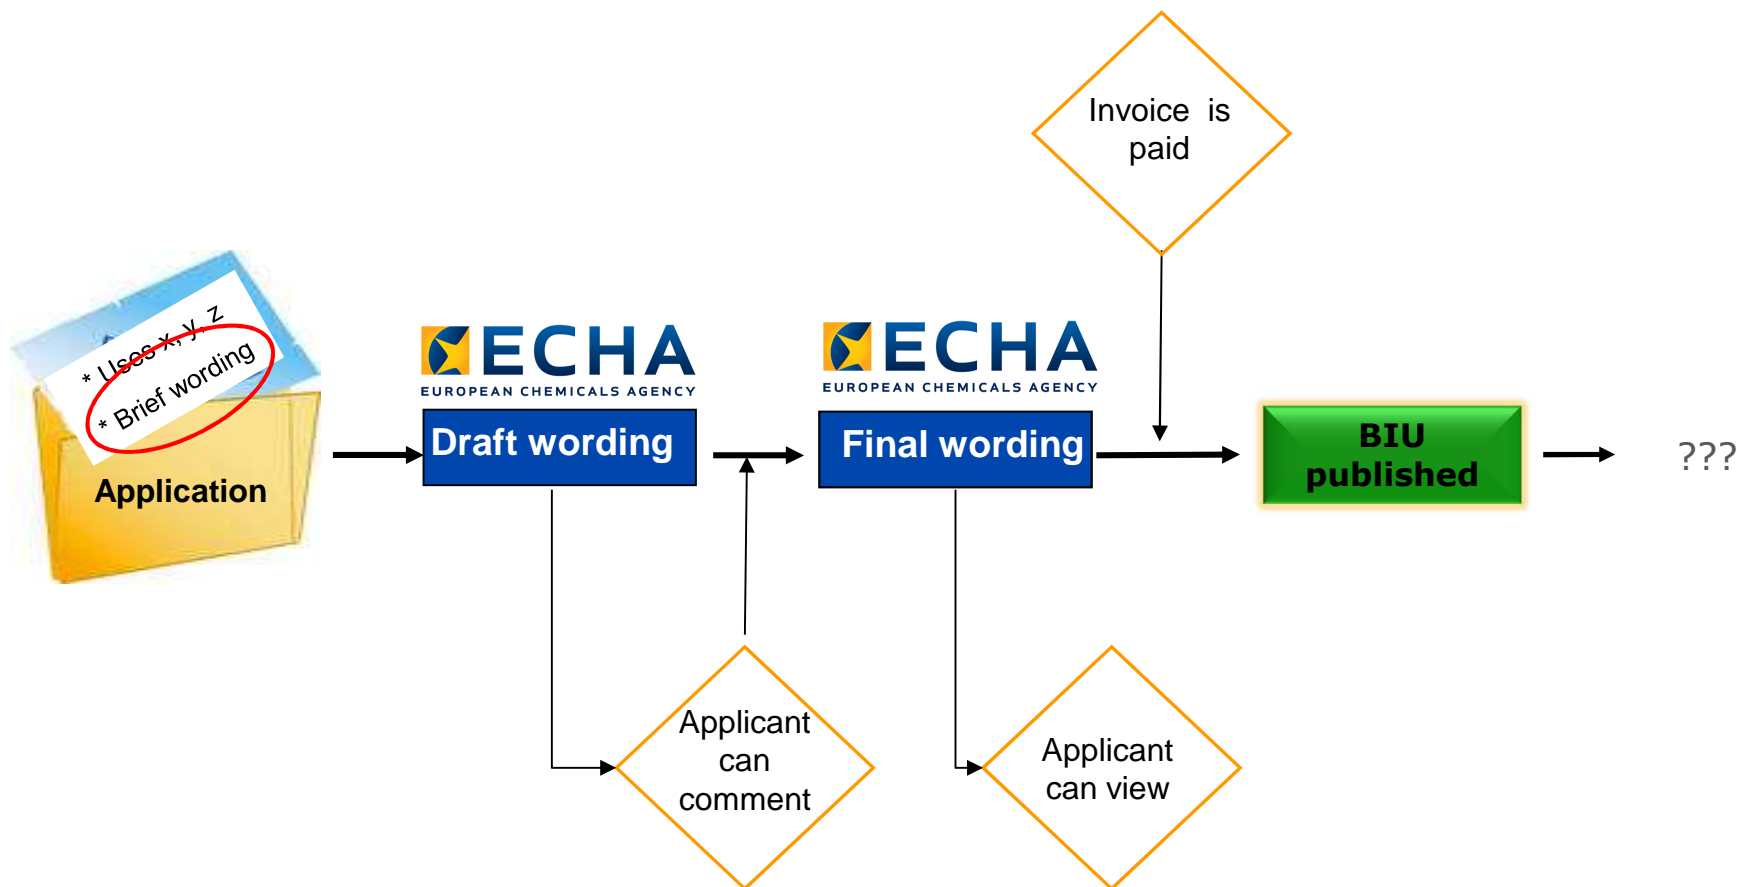 Invoice is
paid
* Uses x, y, z
* Brief wording
Application
ECHA
EUROPEAN CHEMICALS AGENCY
Draft wording
ECHA
EUROPEAN CHEMICALS AGENCY
Final wording
BIU
published
???
Applicant
can
comment
Applicant
can view